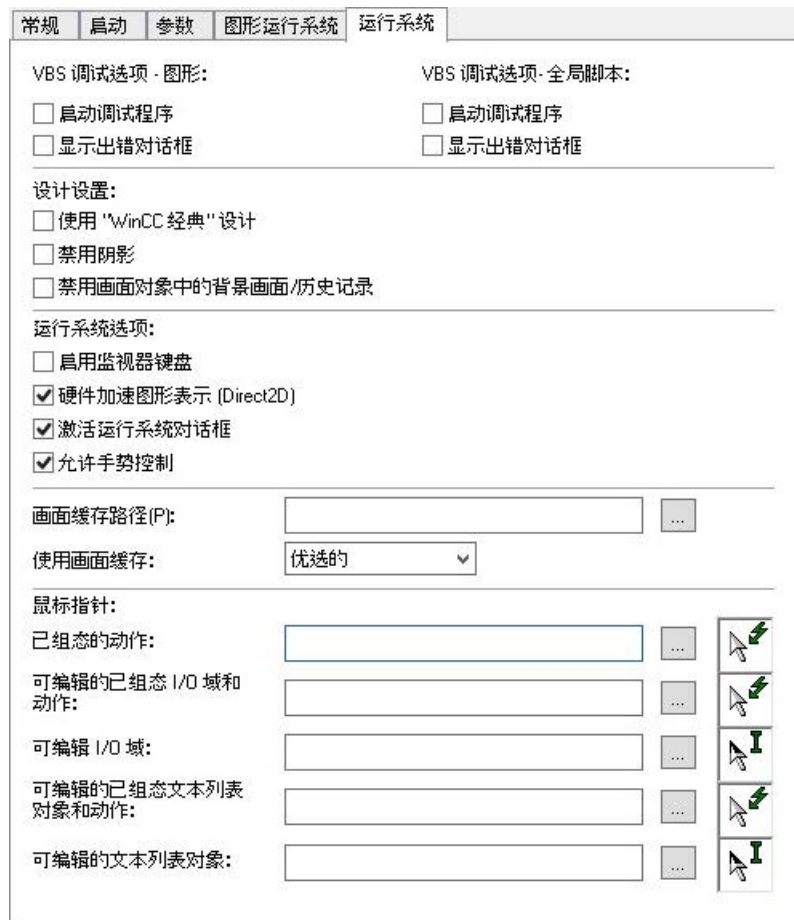 常规 启动 参数 图形运行系统 运行系统
VBS 调试选项 - 图形: VBS 调试选项- 全局脚本:
启动调试程序 启动调试程序
显示出错对话框 显示出错对话框
设计设置:
使用 "WinCC 经典" 设计
禁用阴影
禁用画面对象中的背景画面/历史记录
运行系统选项:
启用监视器键盘
硬件加速图形表示 (Direct2D)
激活运行系统对话框
允许手势控制
画面缓存路径(P): ...
使用画面缓存: 优选的
鼠标指针:
已组态的动作: ...
可编辑的已组态 I/O 域和
动作: ...
可编辑 I/O 域: ...
可编辑的已组态文本列表
对象和动作: ...
可编辑的文本列表对象: ...